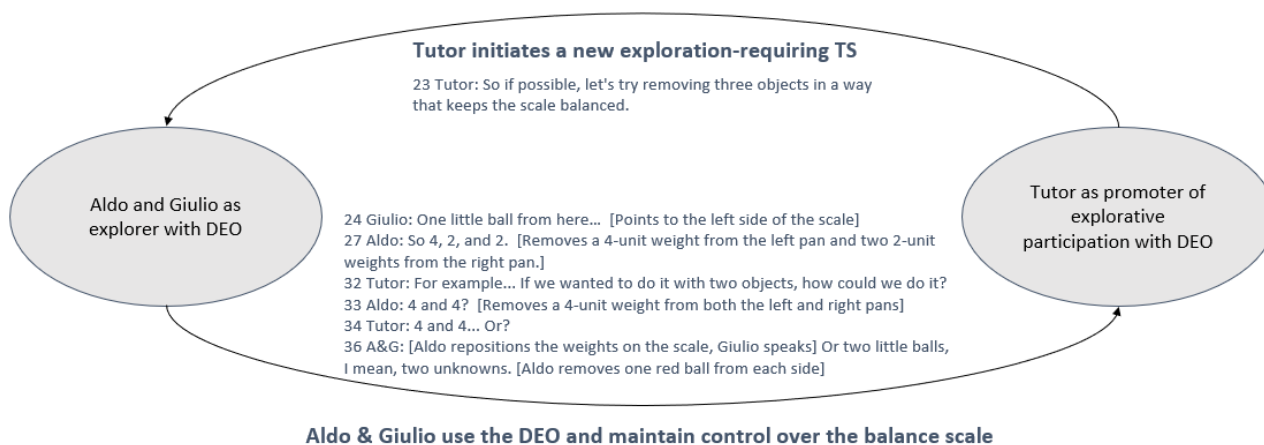 Tutor initiates a new exploration-requiring TS
23 Tutor: So if possible, let's try removing three objects in a way
that keeps the scale balanced.
Aldo and Giulio as
explorer with DEO
24 Giulio: One little ball from here... [Points to the left side of the scale]
27 Aldo: So 4, 2, and 2. [Removes a 4-unit weight from the left pan and two 2-unit
weights from the right pan.]
32 Tutor: For example... If we wanted to do it with two objects, how could we do it?
33 Aldo: 4 and 4? [Removes a 4-unit weight from both the left and right pans]
34 Tutor: 4 and 4... Or?
36 A&G: [Aldo repositions the weights on the scale, Giulio speaks] Or two little balls,
I mean, two unknowns. [Aldo removes one red ball from each side]
Tutor as promoter of
explorative
participation with DEO
Aldo & Giulio use the DEO and maintain control over the balance scale